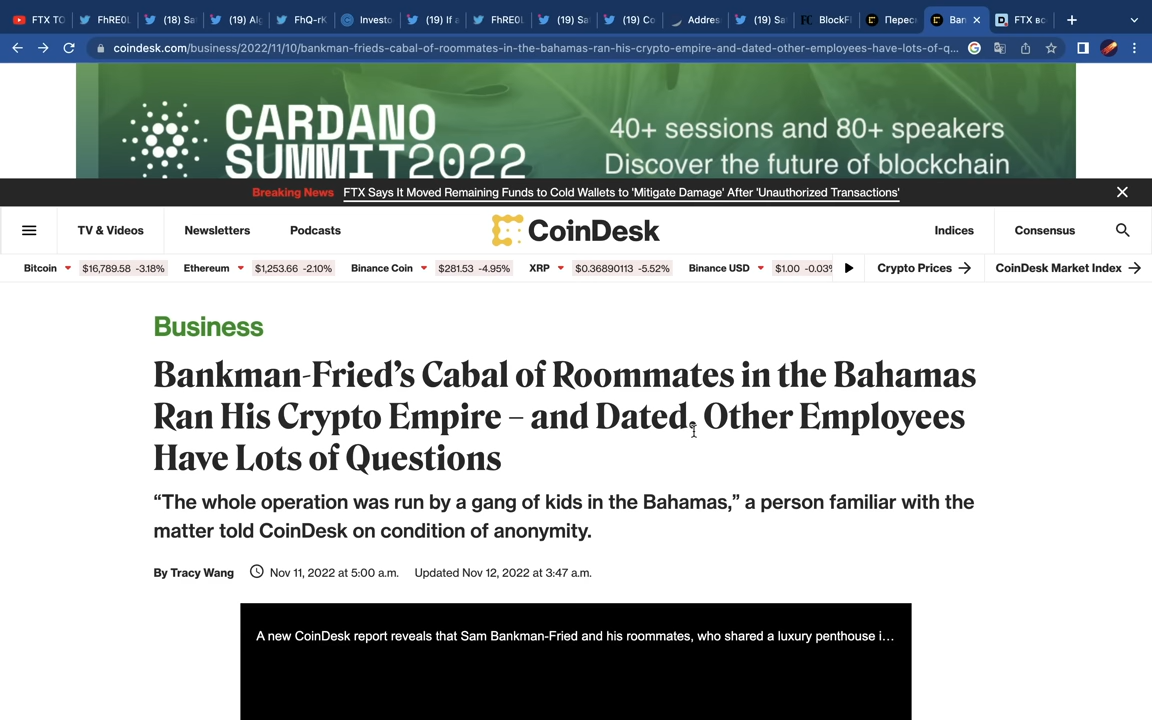 FTX TO
FhRE0L
(18) Sa
(19) Al
FhQ-rK
Investo
(19) If a
FhRE0L
(19) Sa
(19) Co
Addres
(19) Sa
BlockFi
Перес
Ban
FTX вс
coindesk.com/business/2022/11/10/bankman-frieds-cabal-of-roommates-in-the-bahamas-ran-his-crypto-empire-and-dated-other-employees-have-lots-of-q...
CARDANO
SUMMIT2022
40+ sessions and 80+ speakers
Discover the future of blockchain
Breaking News FTX Says It Moved Remaining Funds to Cold Wallets to 'Mitigate Damage' After 'Unauthorized Transactions'
TV & Videos Newsletters Podcasts CoinDesk Indices Consensus
Bitcoin $16,789.58 -3.18% Ethereum $1,253.66 -2.10% Binance Coin $281.53 -4.95% XRP $0.36890113 -5.52% Binance USD $1.00 -0.03% Crypto Prices CoinDesk Market Index
Business
Bankman-Fried’s Cabal of Roommates in the Bahamas
Ran His Crypto Empire – and Dated. Other Employees
Have Lots of Questions
“The whole operation was run by a gang of kids in the Bahamas,” a person familiar with the
matter told CoinDesk on condition of anonymity.
By Tracy Wang Nov 11, 2022 at 5:00 a.m. Updated Nov 12, 2022 at 3:47 a.m.
A new CoinDesk report reveals that Sam Bankman-Fried and his roommates, who shared a luxury penthouse i...